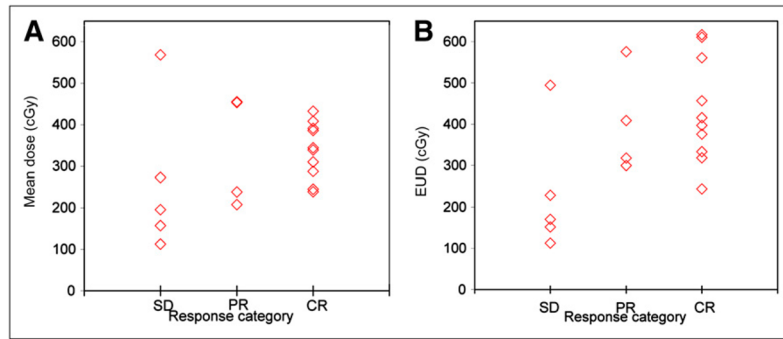 A
600
500
400
300
200
100
0
Mean dose (cGy)
SD PR CR
Response category
B
600
500
400
300
200
100
0
EUD (cGy)
SD PR CR
Response category